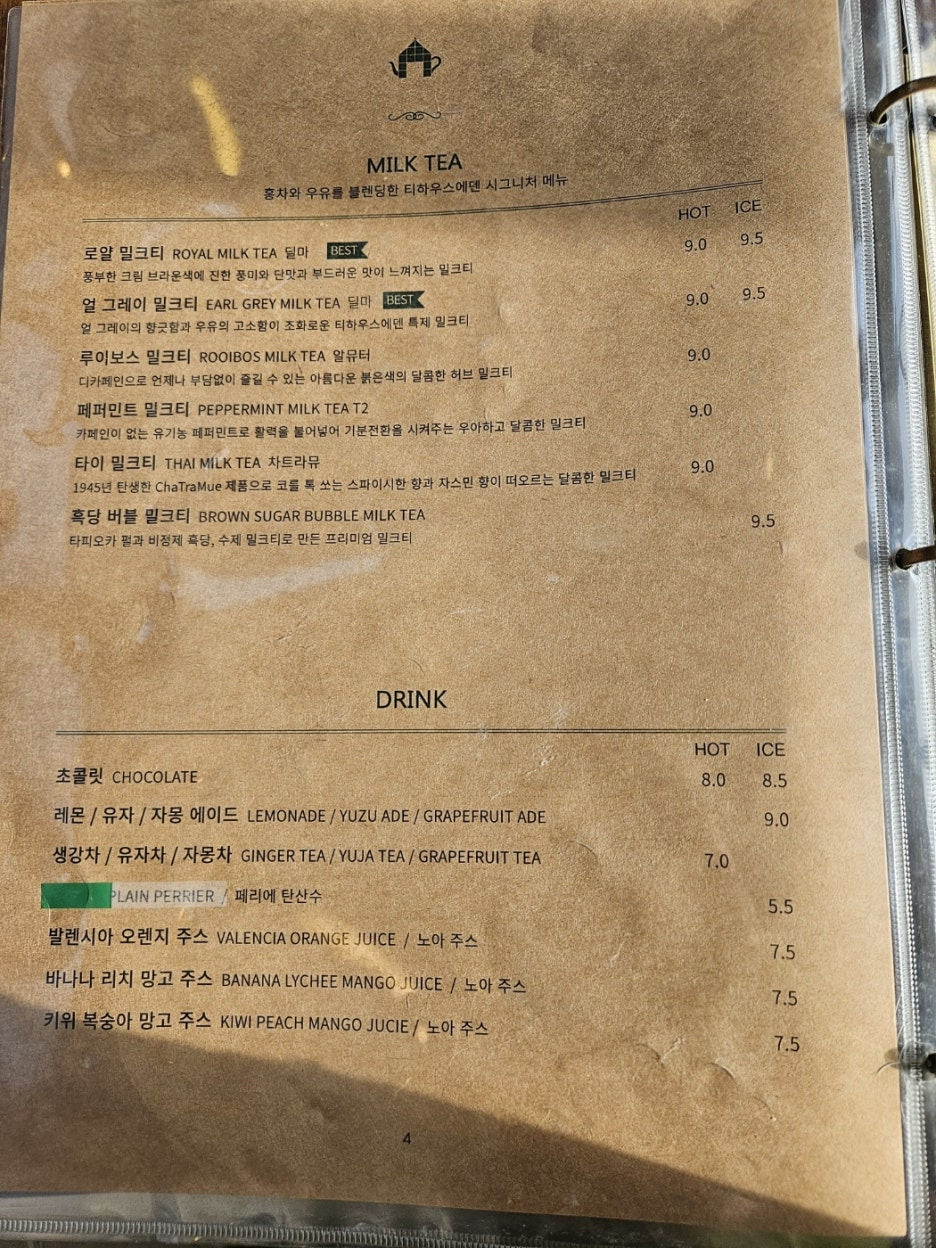 MILK TEA
홍차와 우유를 블렌딩한 티하우스에덴 시그니처 메뉴
HOT ICE
로얄 밀크티 ROYAL MILK TEA 딜마 BEST 9.0 9.5
풍부한 크림 브라운색에 진한 풍미와 단맛과 부드러운 맛이 느껴지는 밀크티
얼 그레이 밀크티 EARL GREY MILK TEA 딜마 BEST 9.0 9.5
얼 그레이의 향긋함과 우유의 고소함이 조화로운 티하우스에덴 특제 밀크티
루이보스 밀크티 ROOIBOS MILK TEA 알뮤터 9.0
디카페인으로 언제나 부담없이 즐길 수 있는 아름다운 붉은색의 달콤한 허브 밀크티
페퍼민트 밀크티 PEPPERMINT MILK TEA T2 9.0
카페인이 없는 유기농 페퍼민트로 활력을 불어넣어 기분전환을 시켜주는 우아하고 달콤한 밀크티
타이 밀크티 THAI MILK TEA 차트라뮤 9.0
1945년 탄생한 ChaTraMue 제품으로 코를 톡 쏘는 스파이시한 향과 자스민 향이 떠오르는 달콤한 밀크티
흑당 버블 밀크티 BROWN SUGAR BUBBLE MILK TEA 9.5
타피오카 펄과 비정제 흑당, 수제 밀크티로 만든 프리미엄 밀크티
DRINK
HOT ICE
초콜릿 CHOCOLATE 8.0 8.5
레몬 / 유자 / 자몽 에이드 LEMONADE / YUZU ADE / GRAPEFRUIT ADE 9.0
생강차 / 유자차 / 자몽차 GINGER TEA / YUJA TEA / GRAPEFRUIT TEA 7.0
PLAIN PERRIER / 페리에 탄산수 5.5
발렌시아 오렌지 주스 VALENCIA ORANGE JUICE / 노아 주스 7.5
바나나 리치 망고 주스 BANANA LYCHEE MANGO JUICE / 노아 주스 7.5
키위 복숭아 망고 주스 KIWI PEACH MANGO JUCIE / 노아 주스 7.5
4